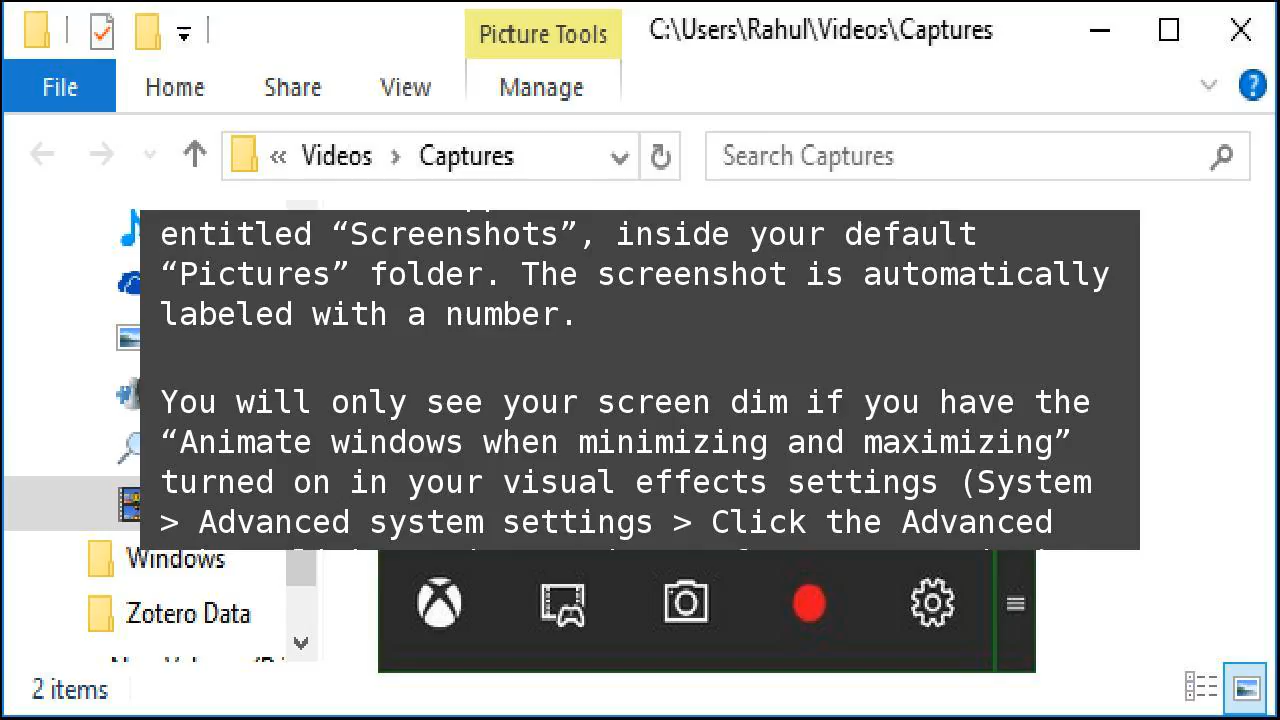 Picture Tools
C:\Users\Rahul\Videos\Captures
File
Home
Share
View
Manage
?
« Videos > Captures
Search Captures
entitled “Screenshots”, inside your default
“Pictures” folder. The screenshot is automatically
labeled with a number.
You will only see your screen dim if you have the
“Animate windows when minimizing and maximizing”
turned on in your visual effects settings (System
> Advanced system settings > Click the Advanced
Windows
Zotero Data
2 items